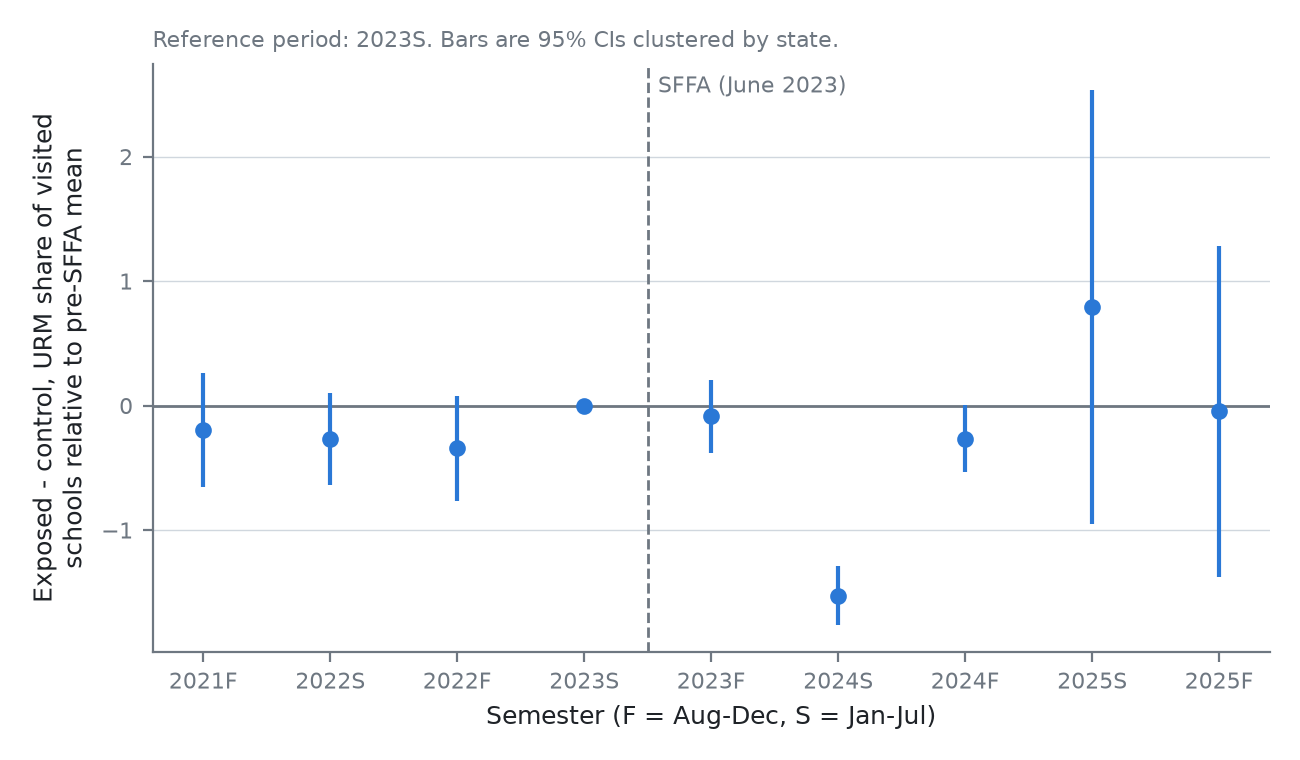 Reference period: 2023S. Bars are 95% CIs clustered by state.
SFFA (June 2023)
Exposed - control, URM share of visited
schools relative to pre-SFFA mean
2
1
0
−1
2021F 2022S 2022F 2023S 2023F 2024S 2024F 2025S 2025F
Semester (F = Aug-Dec, S = Jan-Jul)